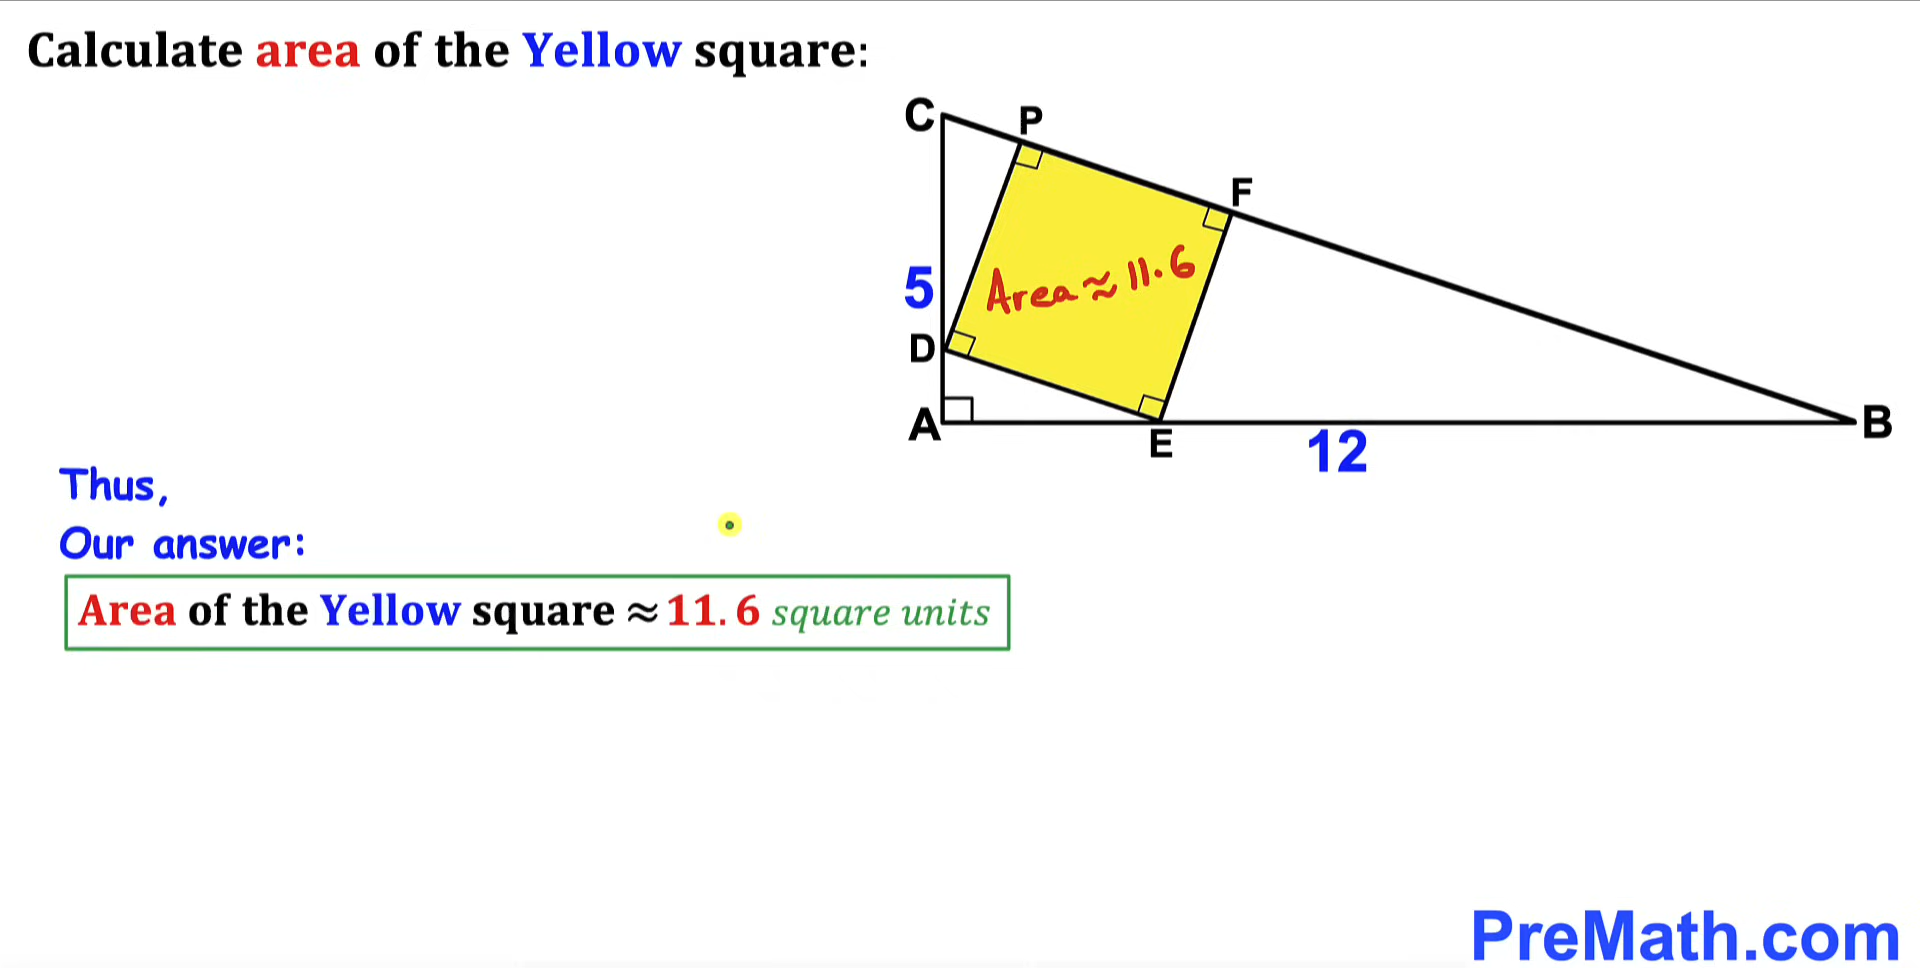 Calculate area of the Yellow square:
C
P
F
5
Area ≈ 11.6
D
A
E
B
12
Thus,
Our answer:
Area of the Yellow square ≈ 11.6 square units
PreMath.com